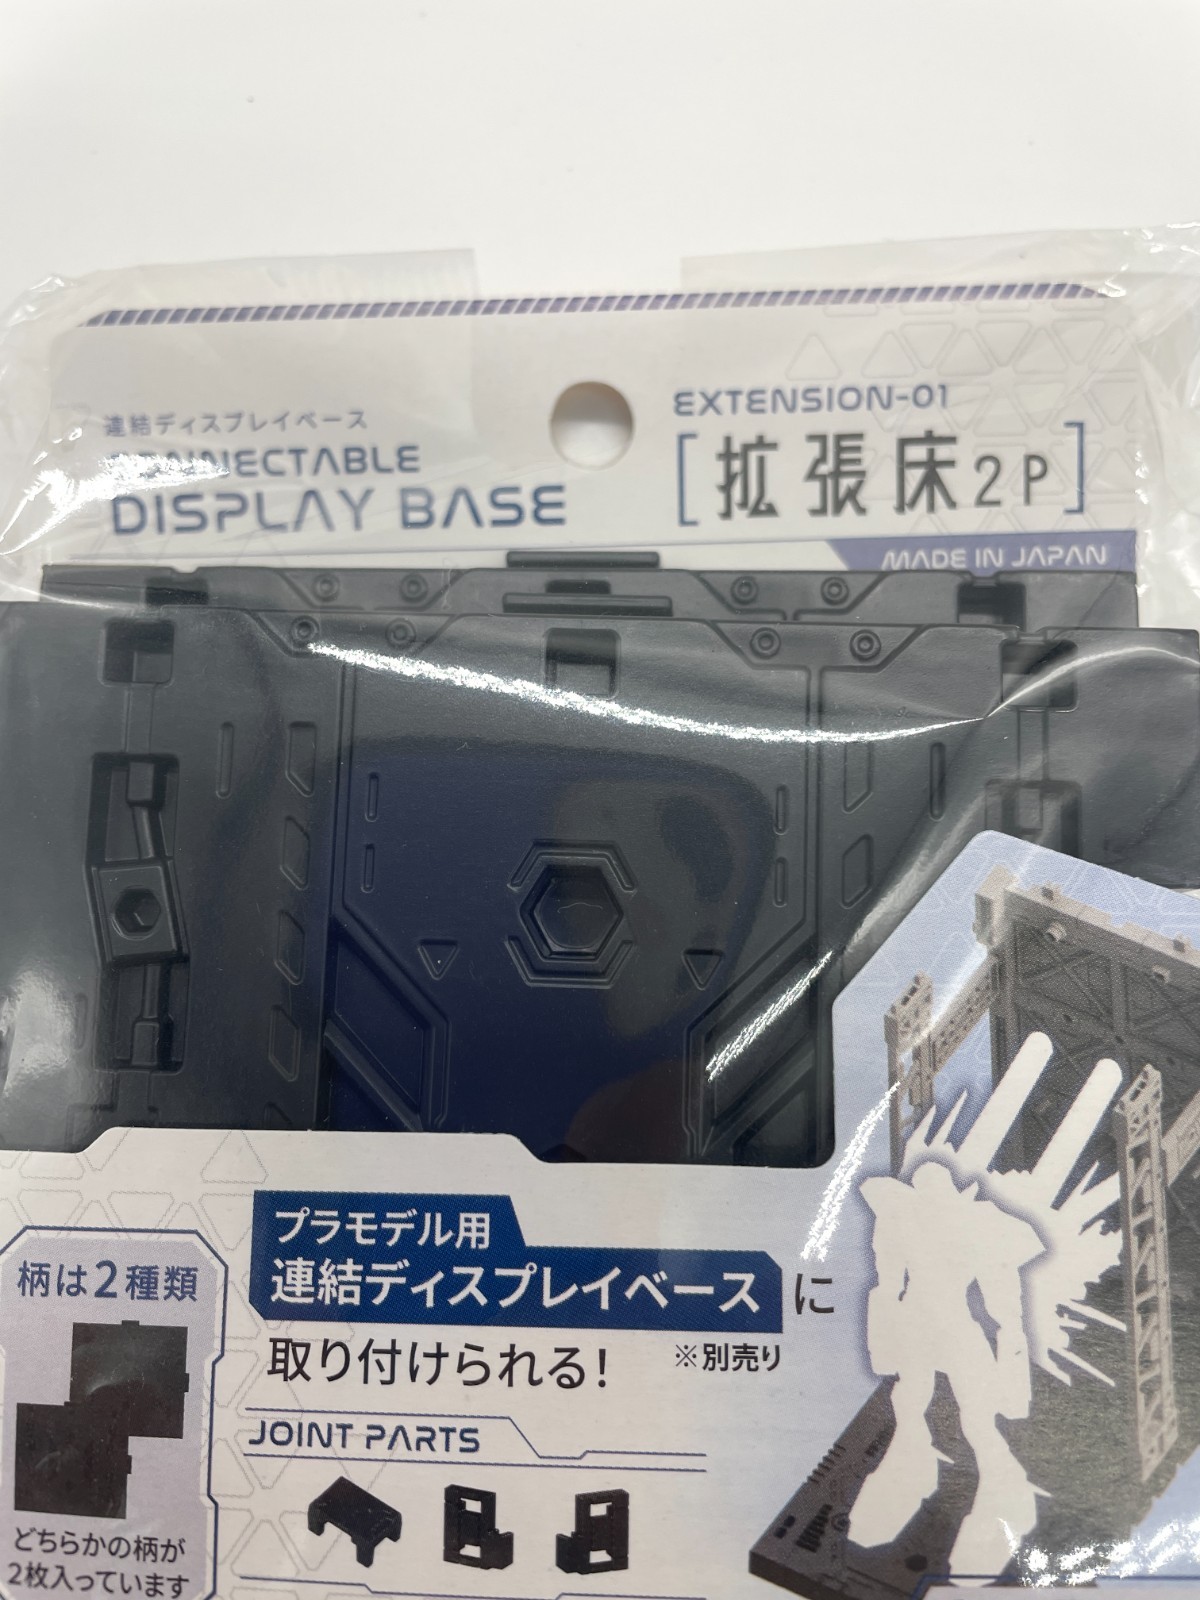 連結ディスプレイベース
CONNECTABLE
DISPLAY BASE
EXTENSION-01
[拡張床2P]
MADE IN JAPAN
プラモデル用
連結ディスプレイベースに
取り付けられる!
※別売り
柄は2種類
どちらかの柄が
2枚入っています
JOINT PARTS